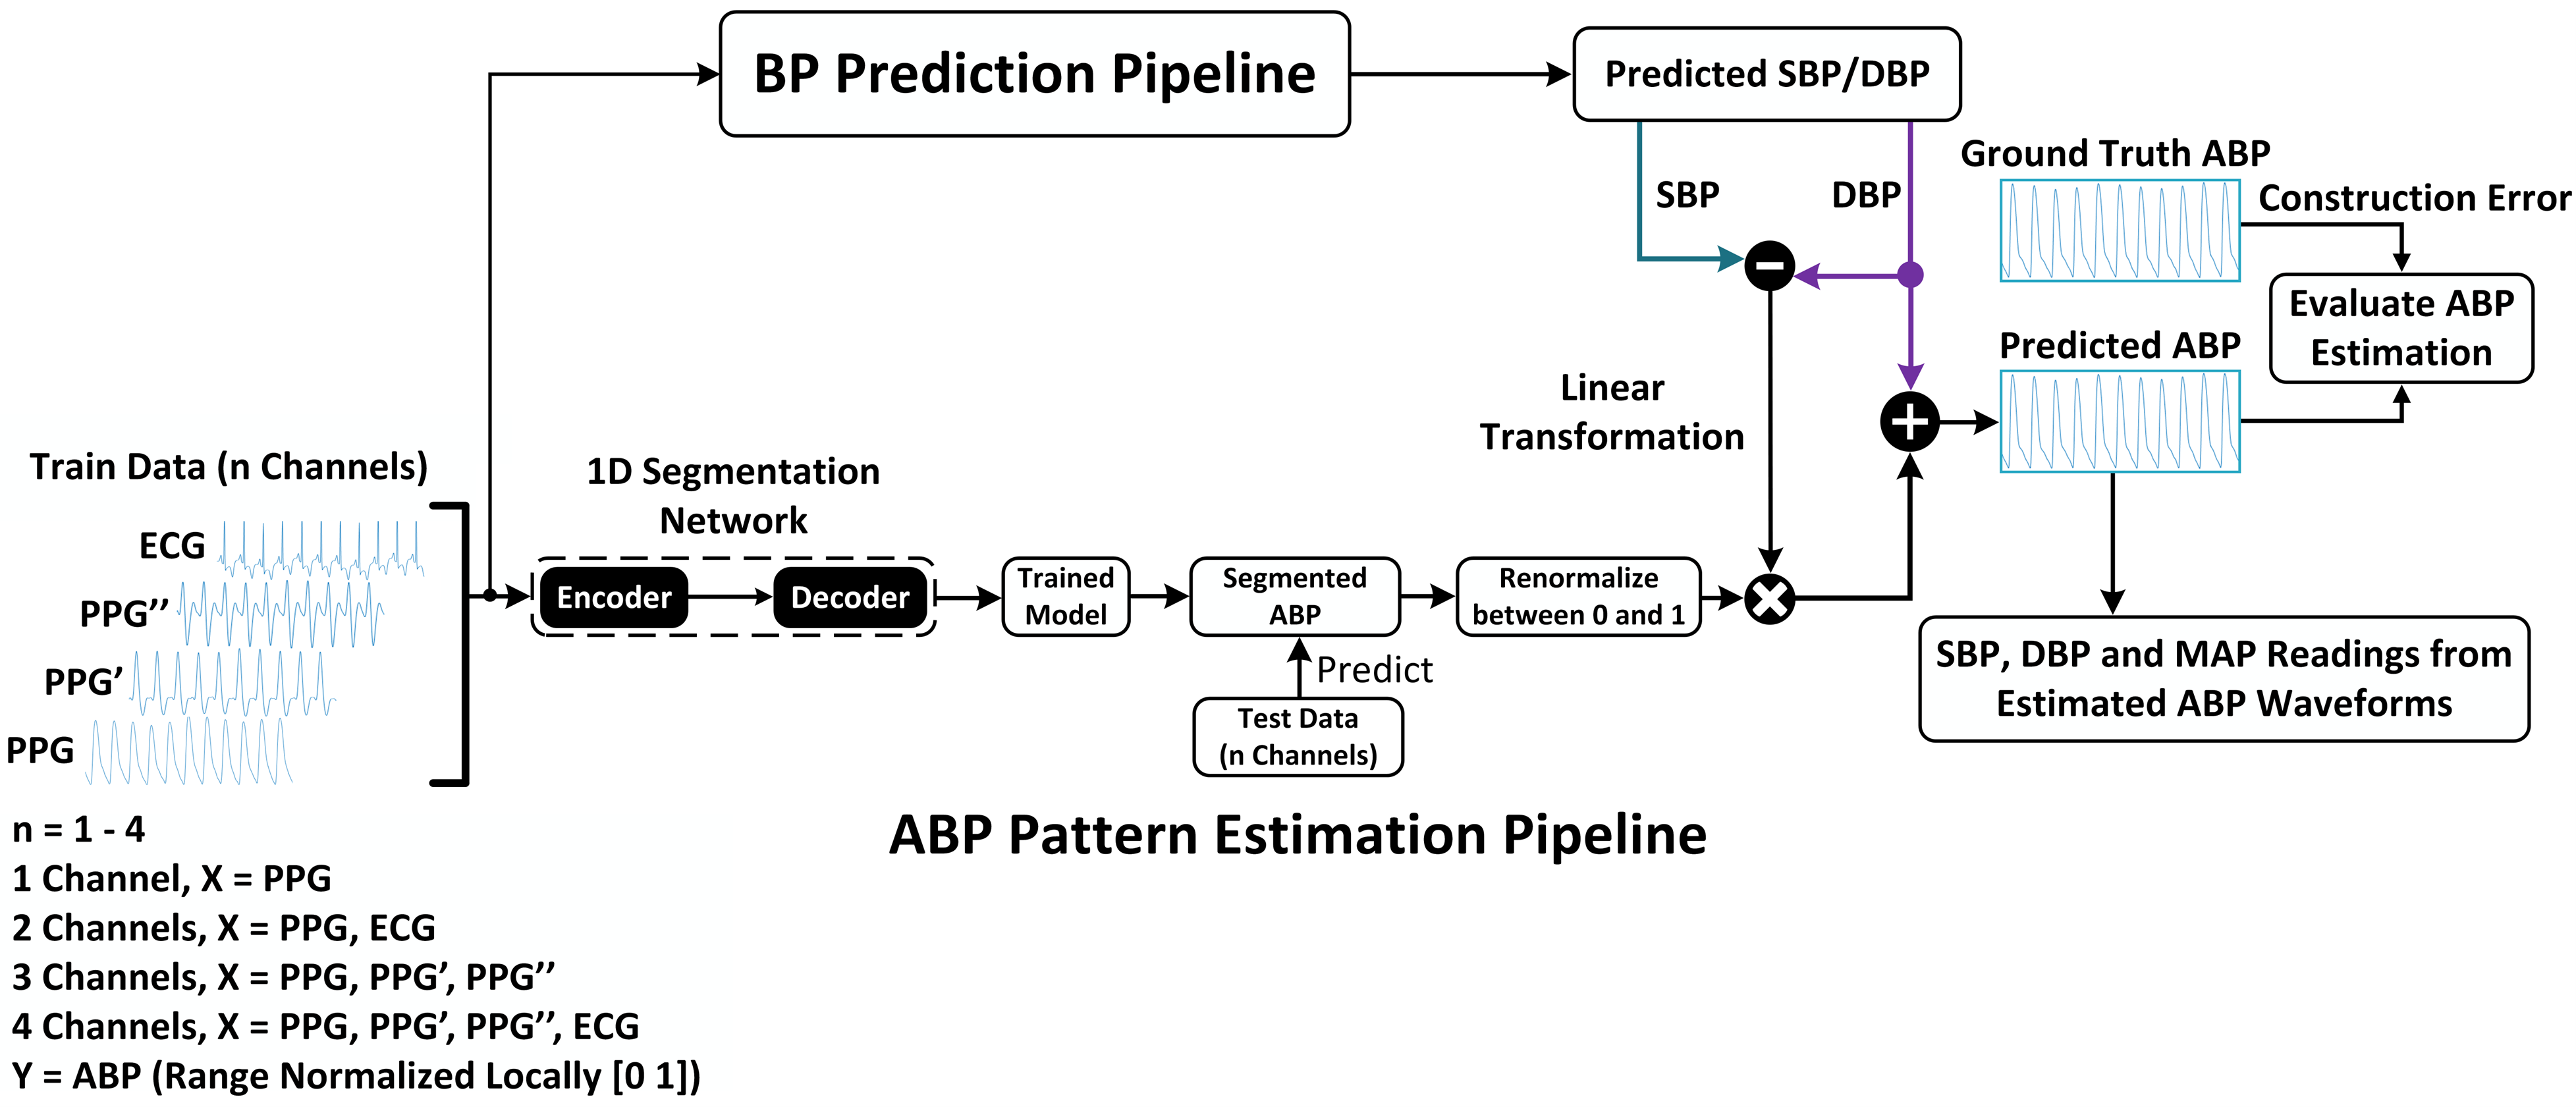 BP Prediction Pipeline
Predicted SBP/DBP
SBP
DBP
Ground Truth ABP
Construction Error
Evaluate ABP
Estimation
Predicted ABP
Linear
Transformation
Train Data (n Channels)
ECG
PPG’’
PPG’
PPG
1D Segmentation
Network
Encoder
Decoder
Trained
Model
Segmented
ABP
Renormalize
between 0 and 1
Predict
Test Data
(n Channels)
SBP, DBP and MAP Readings from
Estimated ABP Waveforms
ABP Pattern Estimation Pipeline
n = 1 - 4
1 Channel, X = PPG
2 Channels, X = PPG, ECG
3 Channels, X = PPG, PPG’, PPG’’
4 Channels, X = PPG, PPG’, PPG’’, ECG
Y = ABP (Range Normalized Locally [0 1])